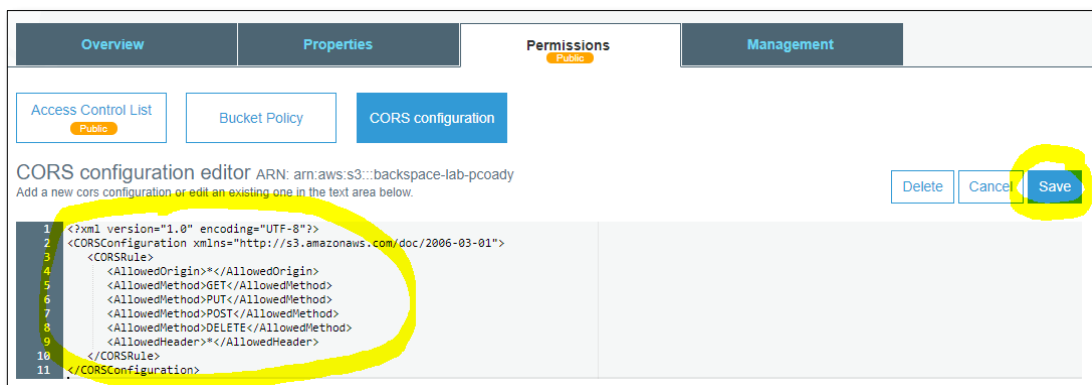 Overview Properties Permissions Management
Public
Access Control List Bucket Policy CORS configuration
Public
CORS configuration editor ARN: arn:aws:s3:::backspace-lab-pcoady
Add a new cors configuration or edit an existing one in the text area below.
Delete Cancel Save
1 <?xml version="1.0" encoding="UTF-8"?>
2 <CORSConfiguration xmlns="http://s3.amazonaws.com/doc/2006-03-01">
3 <CORSRule>
4 <AllowedOrigin>*</AllowedOrigin>
5 <AllowedMethod>GET</AllowedMethod>
6 <AllowedMethod>PUT</AllowedMethod>
7 <AllowedMethod>POST</AllowedMethod>
8 <AllowedMethod>DELETE</AllowedMethod>
9 <AllowedHeader>*</AllowedHeader>
10 </CORSRule>
11 </CORSConfiguration>